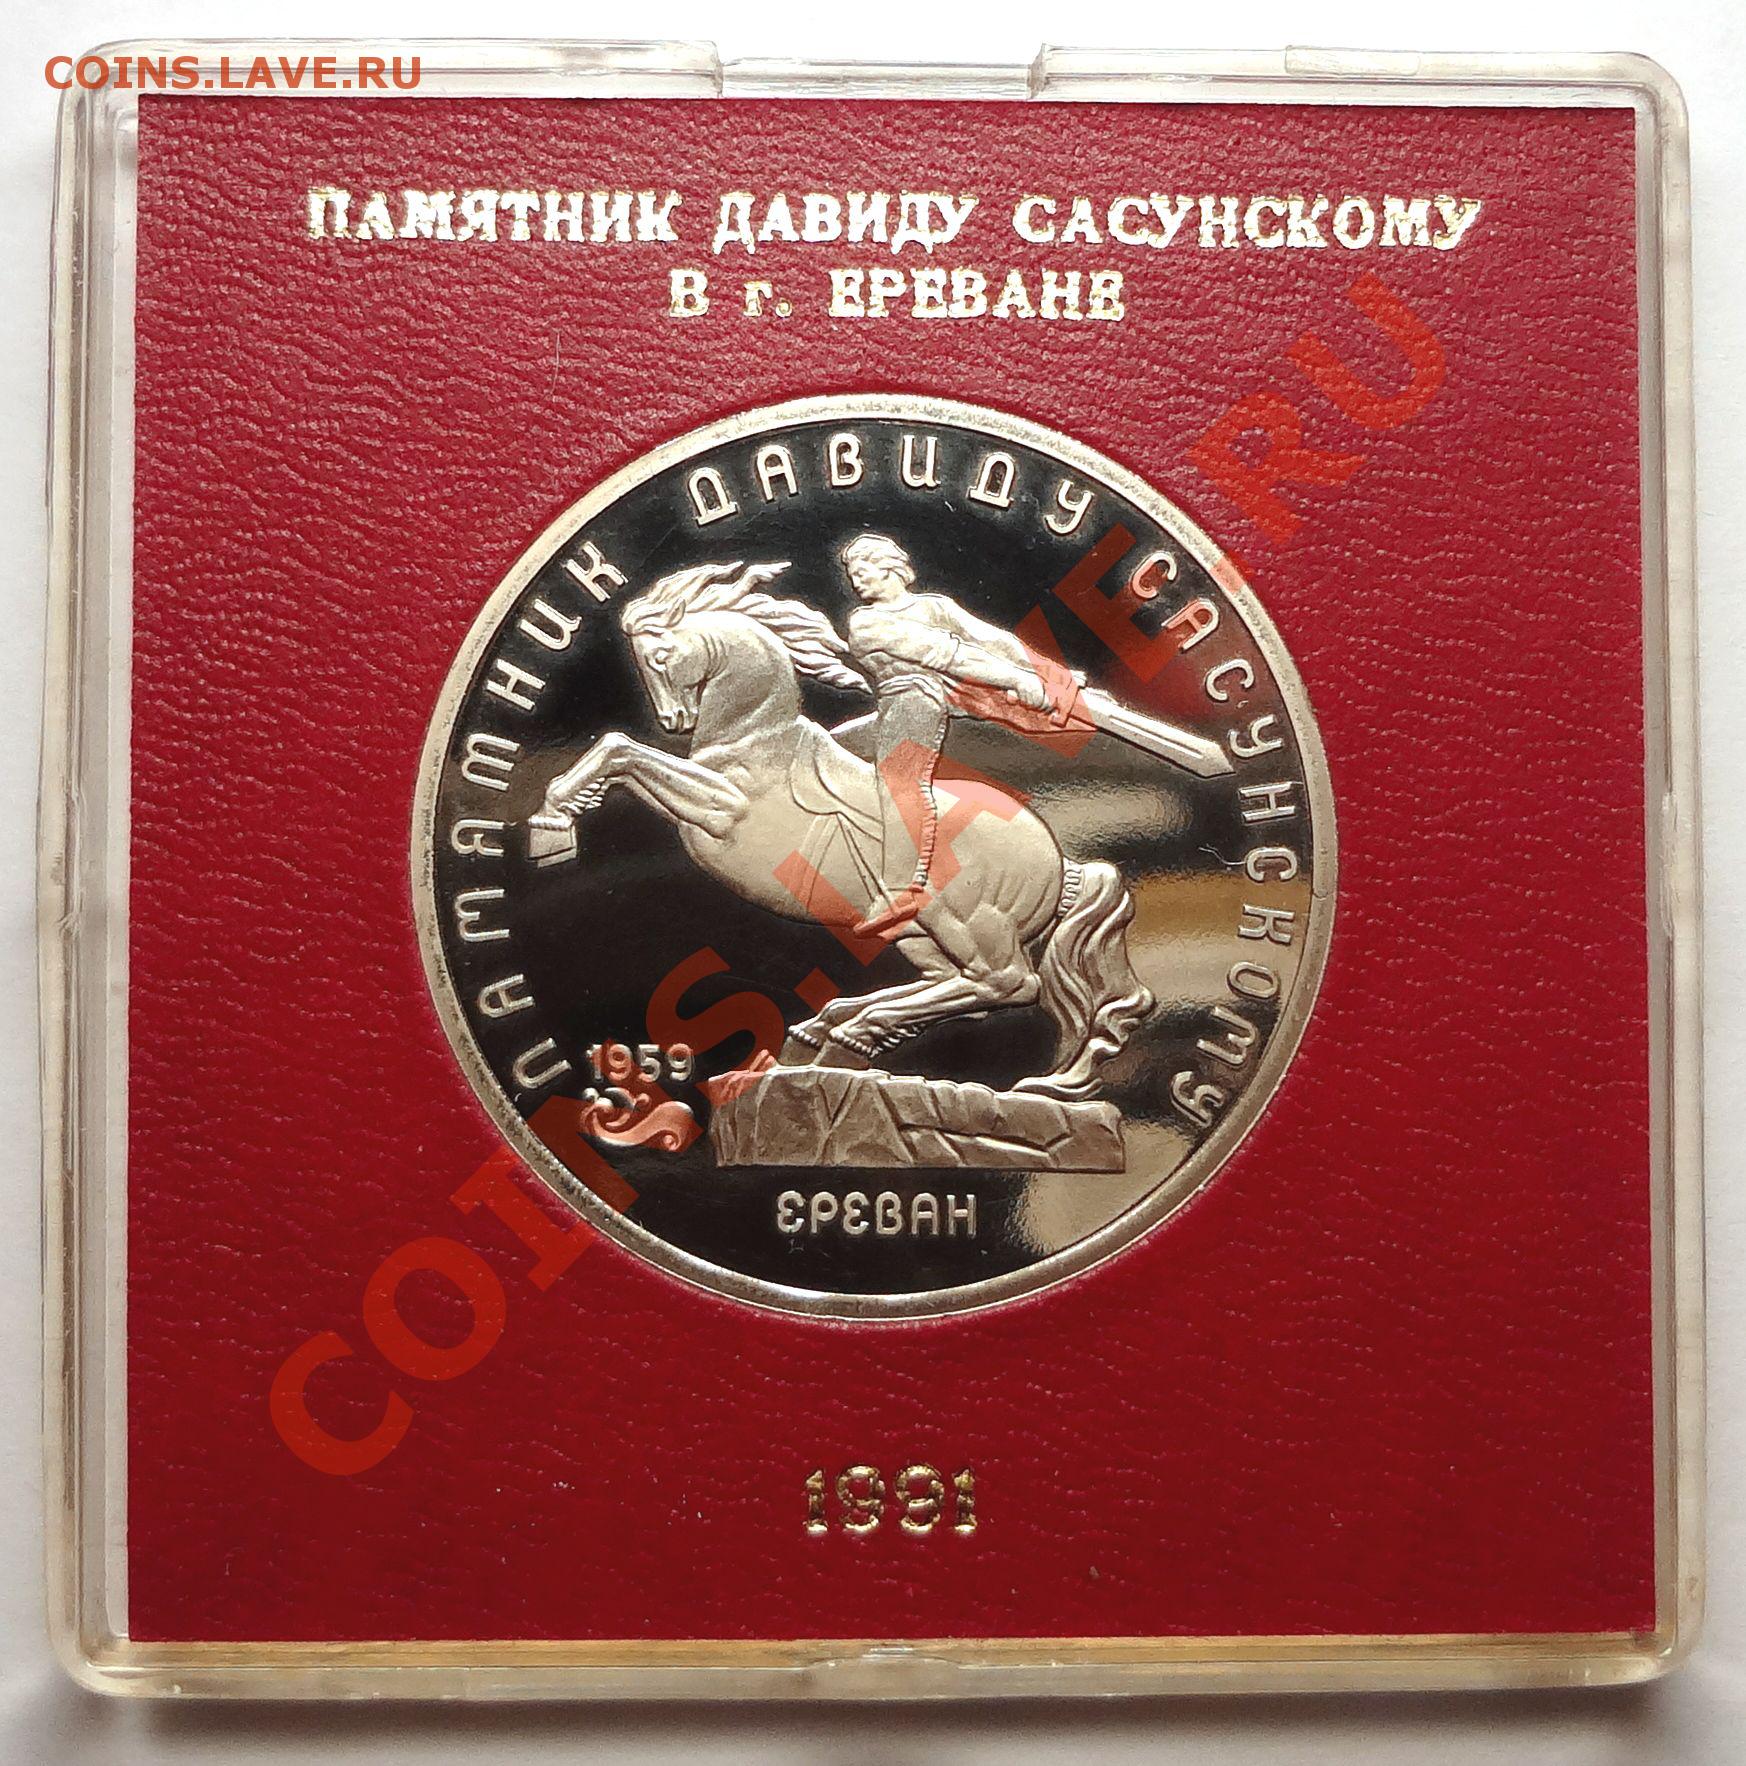 COINS.LAVE.RU
ПАМЯТНИК ДАВИДУ САСУНСКОМУ
В г. ЕРЕВАНЕ
ПАМЯТНИК ДАВИДУ САСУНСКОМУ
1959
ЕРЕВАН
1991
COINS.LAVE.RU